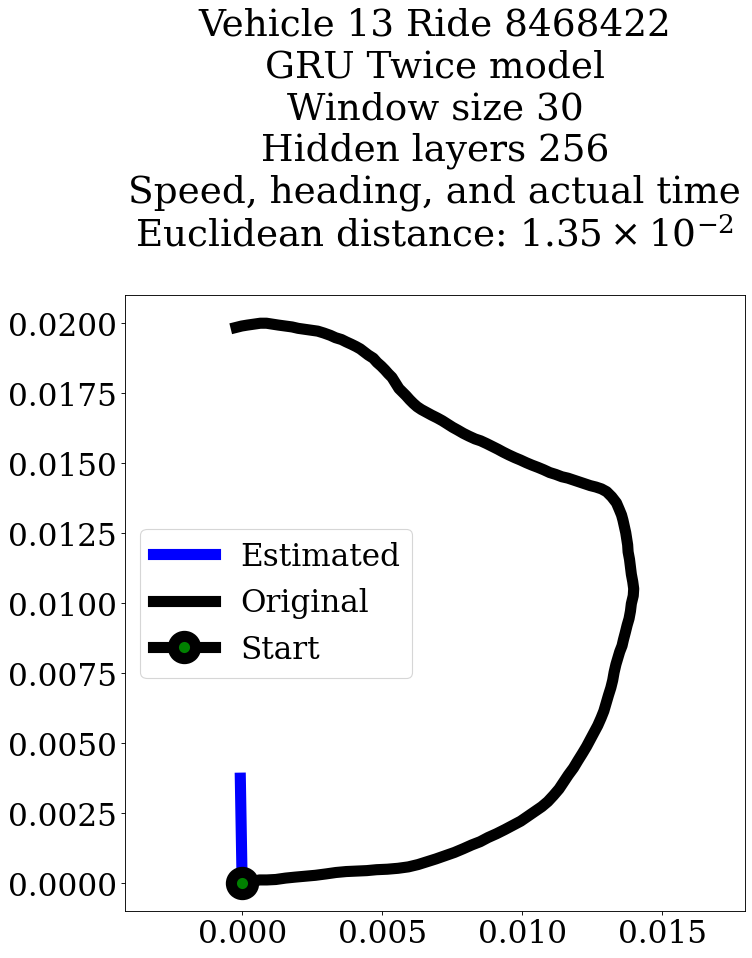 Vehicle 13 Ride 8468422
GRU Twice model
Window size 30
Hidden layers 256
Speed, heading, and actual time
Euclidean distance: 1.35 × 10⁻²
0.0200
0.0175
0.0150
0.0125
0.0100
0.0075
0.0050
0.0025
0.0000
Estimated
Original
Start
0.000 0.005 0.010 0.015